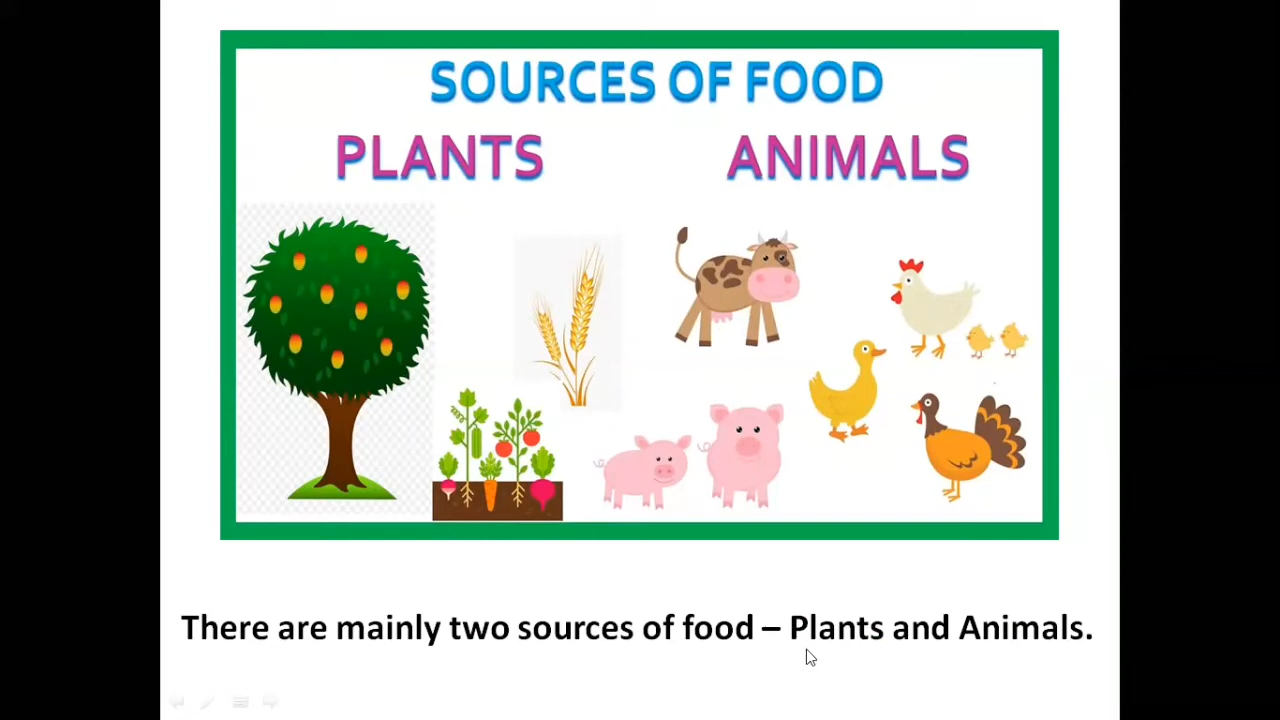 SOURCES OF FOOD
PLANTS ANIMALS
There are mainly two sources of food – Plants and Animals.